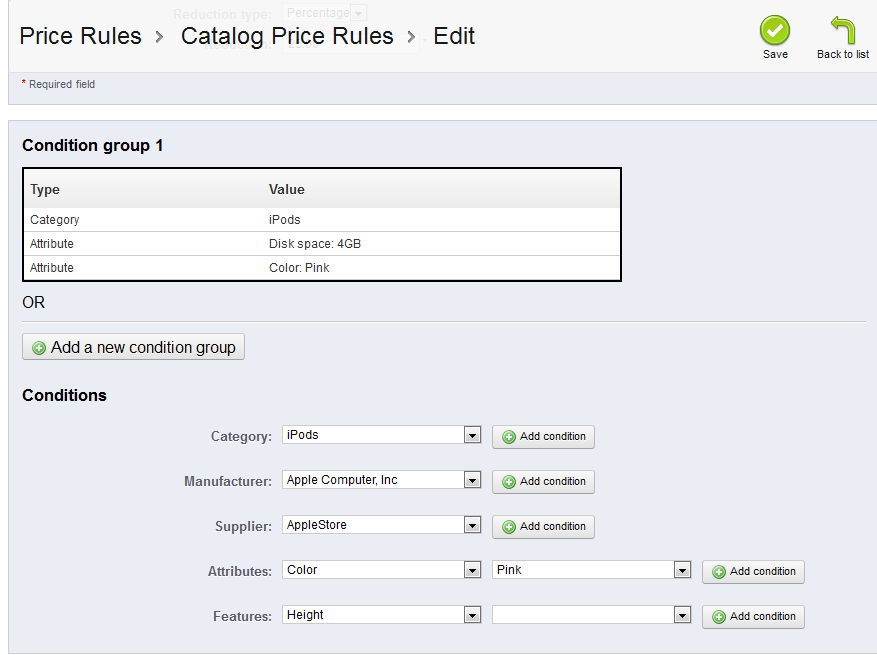 Reduction type: Percentage
Price Rules > Catalog Price Rules > Edit
Save
Back to list
* Required field
Condition group 1
Type Value
Category iPods
Attribute Disk space: 4GB
Attribute Color: Pink
OR
Add a new condition group
Conditions
Category: iPods Add condition
Manufacturer: Apple Computer, Inc Add condition
Supplier: AppleStore Add condition
Attributes: Color Pink Add condition
Features: Height Add condition